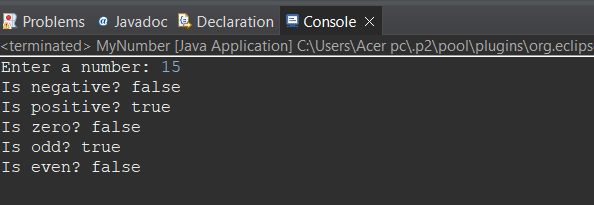 Problems Javadoc Declaration Console
<terminated> MyNumber [Java Application] C:\Users\Acer pc\.p2\pool\plugins\org.eclips
Enter a number: 15
Is negative? false
Is positive? true
Is zero? false
Is odd? true
Is even? false